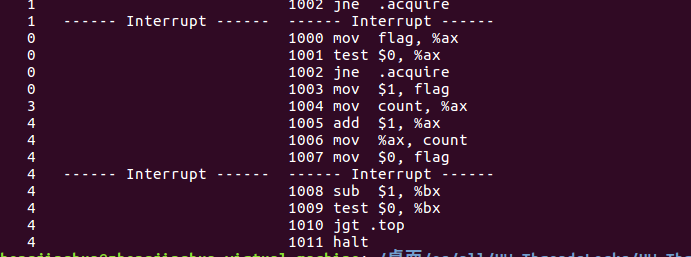 1 1002 jne .acquire
1 ------ Interrupt ------ ------ Interrupt ------
0 1000 mov flag, %ax
0 1001 test $0, %ax
0 1002 jne .acquire
0 1003 mov $1, flag
3 1004 mov count, %ax
4 1005 add $1, %ax
4 1006 mov %ax, count
4 1007 mov $0, flag
4 ------ Interrupt ------ ------ Interrupt ------
4 1008 sub $1, %bx
4 1009 test $0, %bx
4 1010 jgt .top
4 1011 halt